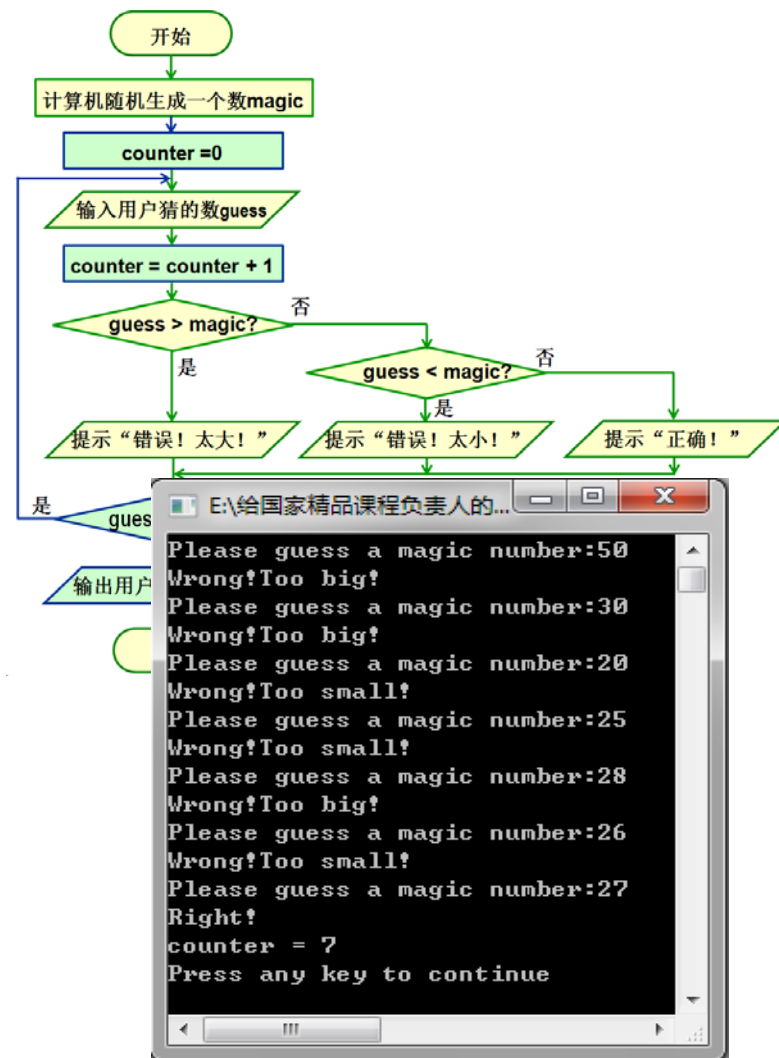 开始
计算机随机生成一个数magic
counter =0
输入用户猜的数guess
counter = counter + 1
guess > magic?
否
是
guess < magic?
否
是
提示“错误！太大！”
提示“错误！太小！”
提示“正确！”
是
gues
输出用户
E:\给国家精品课程负责人的...
Please guess a magic number:50
Wrong!Too big!
Please guess a magic number:30
Wrong!Too big!
Please guess a magic number:20
Wrong!Too small!
Please guess a magic number:25
Wrong!Too small!
Please guess a magic number:28
Wrong!Too big!
Please guess a magic number:26
Wrong!Too small!
Please guess a magic number:27
Right!
counter = 7
Press any key to continue